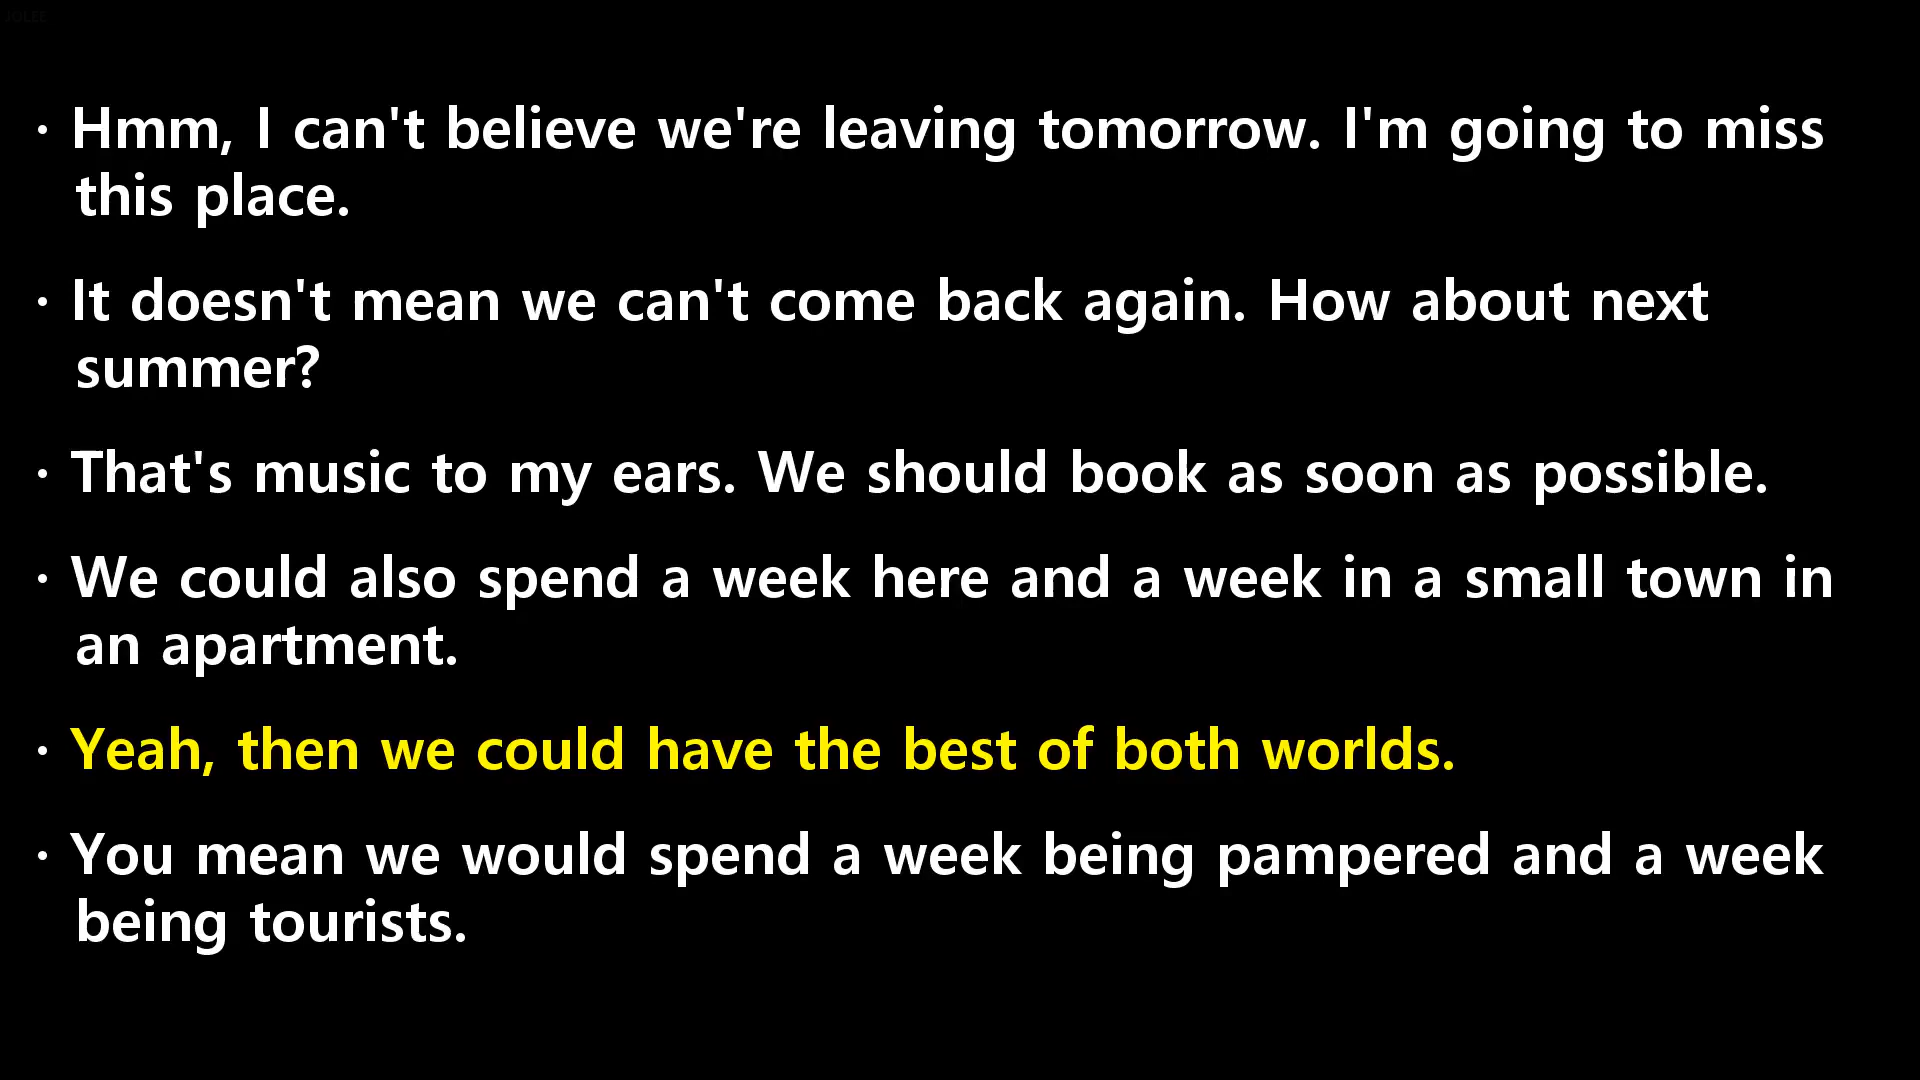 JOLEE
· Hmm, I can't believe we're leaving tomorrow. I'm going to miss
this place.
· It doesn't mean we can't come back again. How about next
summer?
· That's music to my ears. We should book as soon as possible.
· We could also spend a week here and a week in a small town in
an apartment.
· Yeah, then we could have the best of both worlds.
· You mean we would spend a week being pampered and a week
being tourists.